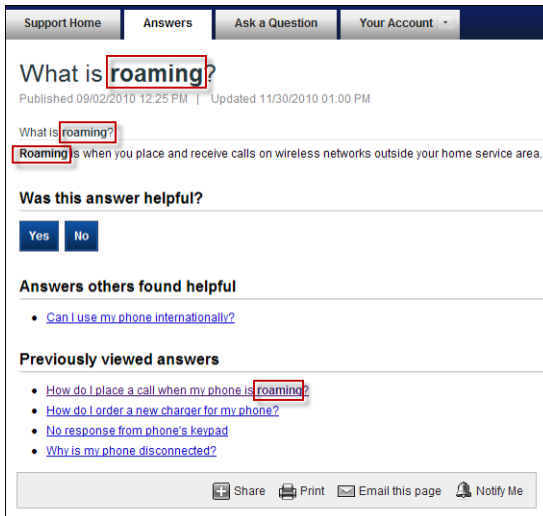 Support Home Answers Ask a Question Your Account
What is roaming?
Published 09/02/2010 12:25 PM | Updated 11/30/2010 01:00 PM
What is roaming?
Roaming is when you place and receive calls on wireless networks outside your home service area.
Was this answer helpful?
Yes No
Answers others found helpful
• Can I use my phone internationally?
Previously viewed answers
• How do I place a call when my phone is roaming?
• How do I order a new charger for my phone?
• No response from phone's keypad
• Why is my phone disconnected?
Share Print Email this page Notify Me